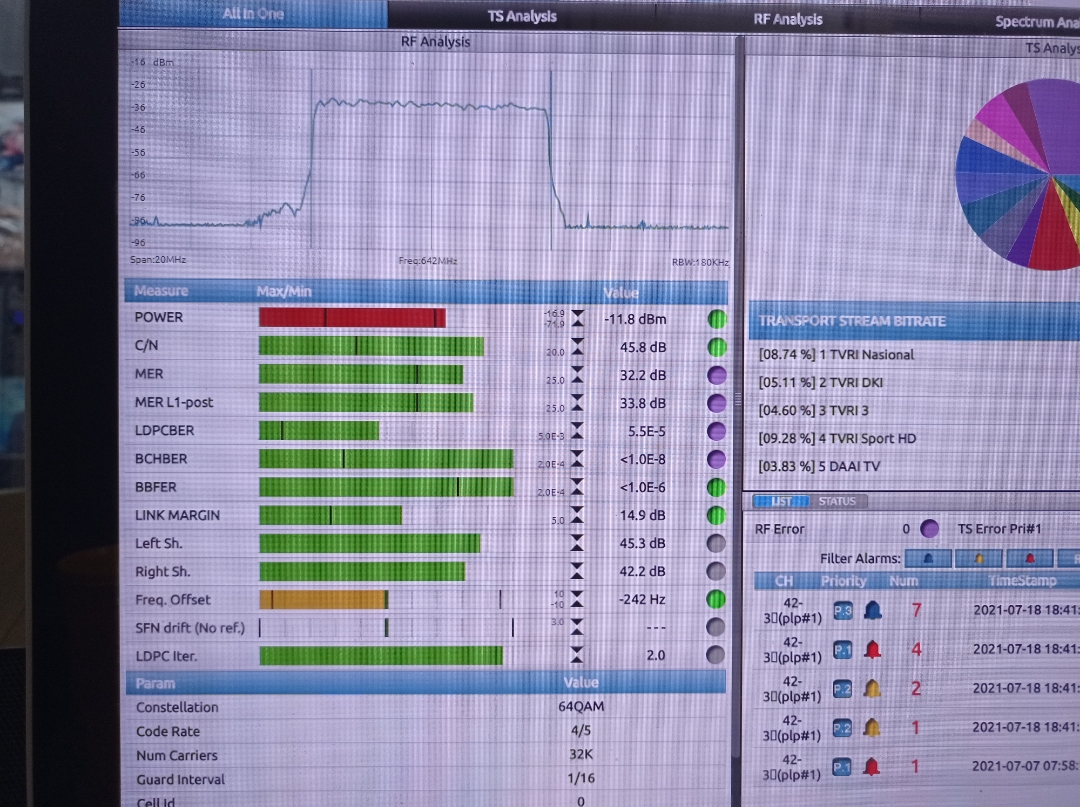 All In One TS Analysis RF Analysis Spectrum Ana
RF Analysis
-16 dBm
-26
-36
-46
-56
-66
-76
-86
-96
Span:20MHz Freq:642MHz RBW:180KHz
Measure Max/Min Value
POWER -16.9 -71.9 -11.8 dBm
C/N 20.0 45.8 dB
MER 25.0 32.2 dB
MER L1-post 25.0 33.8 dB
LDPCBER 5.0E-3 5.5E-5
BCHBER 2.0E-4 <1.0E-8
BBFER 2.0E-4 <1.0E-6
LINK MARGIN 5.0 14.9 dB
Left Sh. 45.3 dB
Right Sh. 42.2 dB
Freq. Offset 10 -10 -242 Hz
SFN drift (No ref.) 3.0 ---
LDPC Iter. 2.0
Param Value
Constellation 64QAM
Code Rate 4/5
Num Carriers 32K
Guard Interval 1/16
Cell Id 0
TS Analys
TRANSPORT STREAM BITRATE
[08.74 %] 1 TVRI Nasional
[05.11 %] 2 TVRI DKI
[04.60 %] 3 TVRI 3
[09.28 %] 4 TVRI Sport HD
[03.83 %] 5 DAAI TV
LIST STATUS
RF Error 0 TS Error Pri#1
Filter Alarms:
CH Priority Num TimeStamp
42-
3▯(plp#1) P.3 7 2021-07-18 18:41:
42-
3▯(plp#1) P.1 4 2021-07-18 18:41:
42-
3▯(plp#1) P.2 2 2021-07-18 18:41:
42-
3▯(plp#1) P.2 1 2021-07-18 18:41:
42-
3▯(plp#1) P.1 1 2021-07-07 07:58: